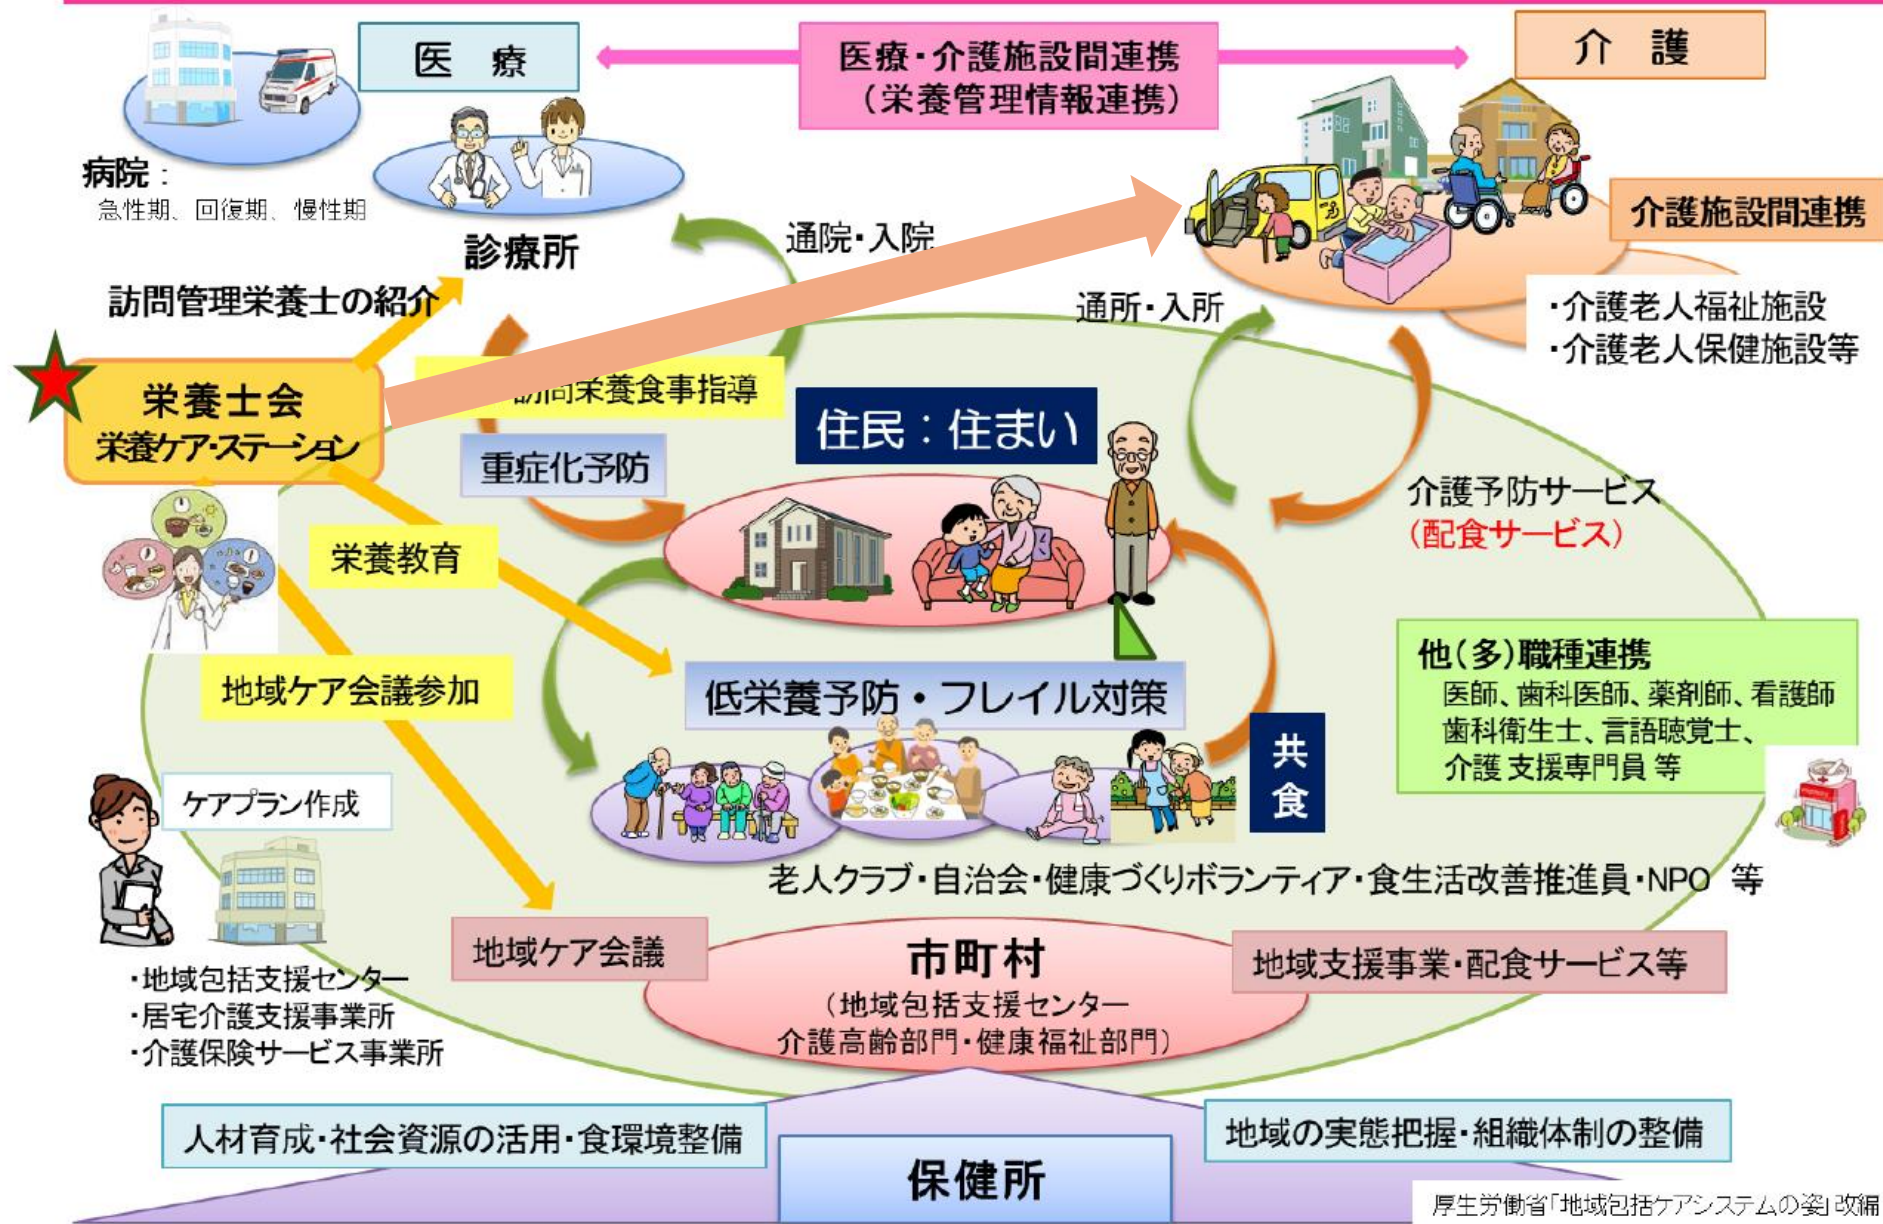 医　療
医療・介護施設間連携
（栄養管理情報連携）
介　護
病院：
急性期、回復期、慢性期
診療所
通院・入院
介護施設間連携
訪問管理栄養士の紹介
通所・入所
・介護老人福祉施設
・介護老人保健施設等
栄養士会
栄養ケア・ステーション
訪問栄養食事指導
住民：住まい
重症化予防
介護予防サービス
（配食サービス）
栄養教育
他（多）職種連携
医師、歯科医師、薬剤師、看護師
歯科衛生士、言語聴覚士、
介護 支援専門員 等
地域ケア会議参加
低栄養予防・フレイル対策
共食
ケアプラン作成
老人クラブ・自治会・健康づくりボランティア・食生活改善推進員・NPO 等
地域ケア会議
市町村
（地域包括支援センター
介護高齢部門・健康福祉部門）
地域支援事業・配食サービス等
・地域包括支援センター
・居宅介護支援事業所
・介護保険サービス事業所
人材育成・社会資源の活用・食環境整備
地域の実態把握・組織体制の整備
保健所
厚生労働省「地域包括ケアシステムの姿」改編